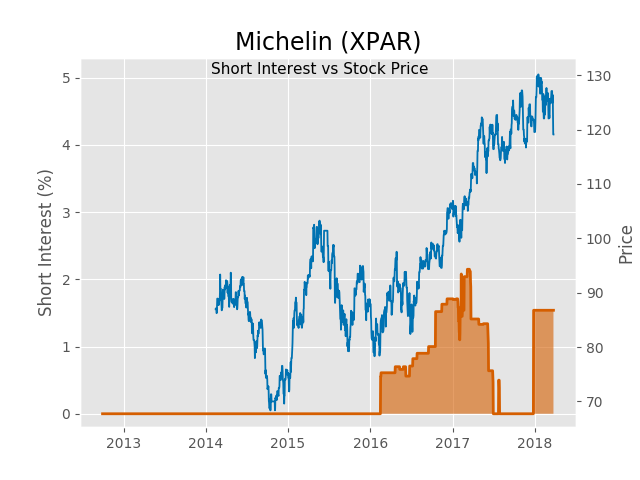 Michelin (XPAR)
Short Interest vs Stock Price
Short Interest (%)
5
4
3
2
1
0
130
120
110
100
90
80
70
Price
2013 2014 2015 2016 2017 2018